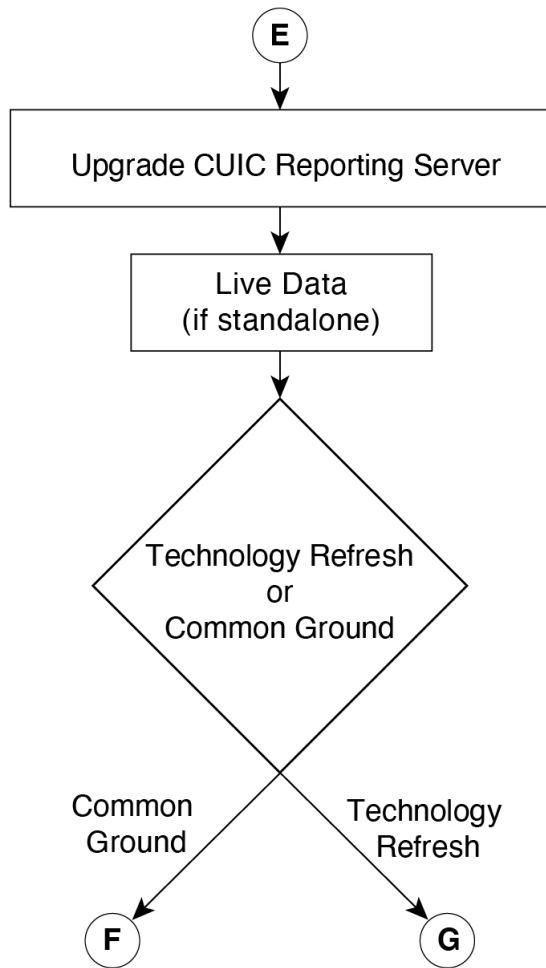 E
Upgrade CUIC Reporting Server
Live Data
(if standalone)
Technology Refresh
or
Common Ground
Common
Ground
Technology
Refresh
F
G